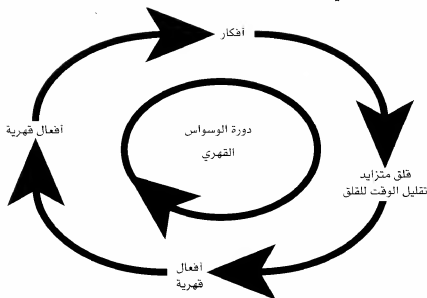 أفكار
قلق متزايد
تقليل الوقت للقلق
أفعال
قهرية
أفعال قهرية
دورة الوسواس
القهري